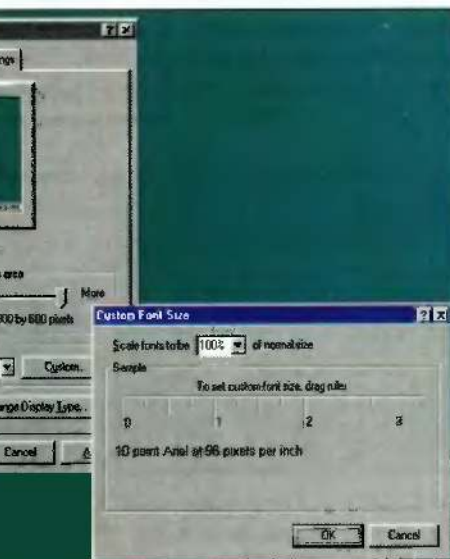 ngs
s area
More
00 by 600 pixels
Custom..
nge Display Type..
Cancel
A
Custom Font Size
Scale fonts to be 100% of normal size
Sample
To set custom font size, drag ruler
0 1 2 3
10 point Arial at 96 pixels per inch
OK Cancel